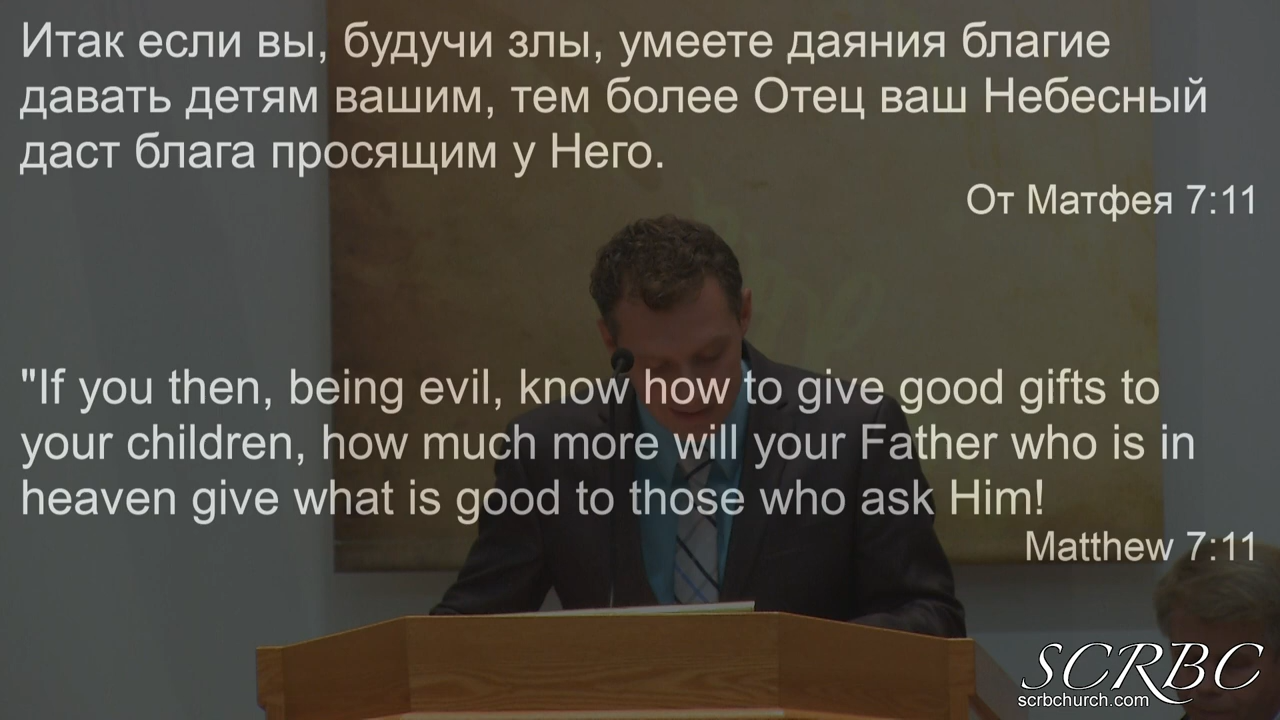 Итак если вы, будучи злы, умеете даяния благие
давать детям вашим, тем более Отец ваш Небесный
даст блага просящим у Него.
От Матфея 7:11
"If you then, being evil, know how to give good gifts to
your children, how much more will your Father who is in
heaven give what is good to those who ask Him!
Matthew 7:11
SCRBC
scrbchurch.com